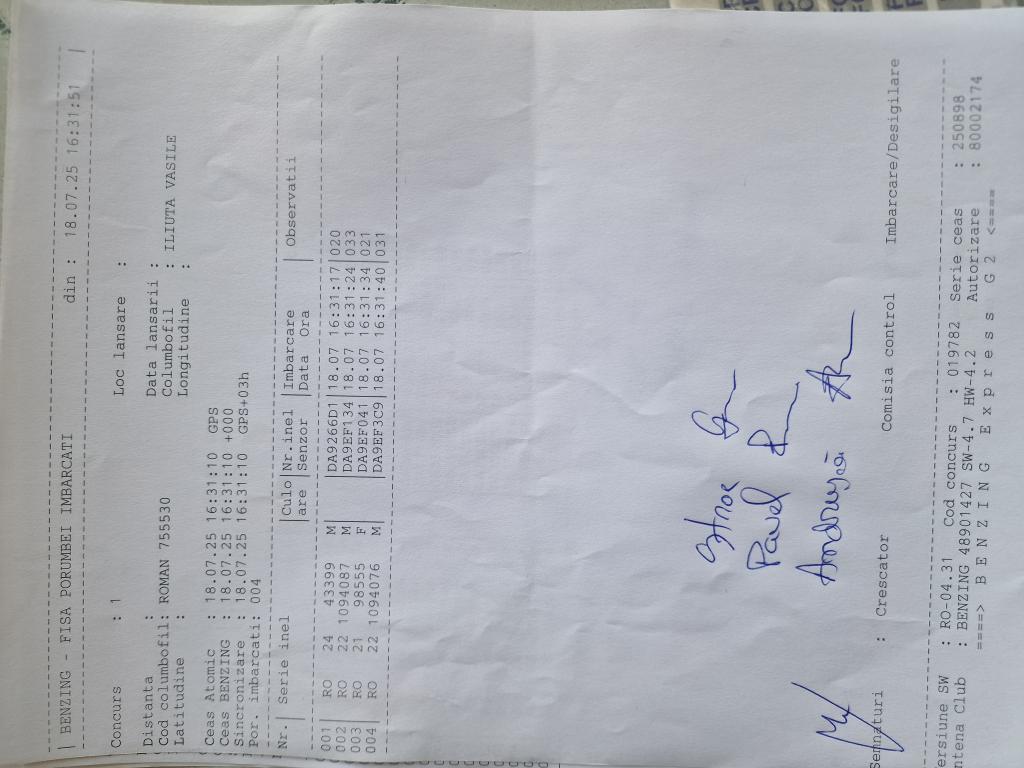 | BENZING - FISA PORUMBEI IMBARCATI din : 18.07.25 16:31:51 |
Concurs : 1 Loc lansare :
Distanta : Data lansarii :
Cod columbofil: ROMAN 755530 Columbofil : ILIUTA VASILE
Latitudine : Longitudine :
Ceas Atomic : 18.07.25 16:31:10 GPS
Ceas BENZING : 18.07.25 16:31:10 +000
Sincronizare : 18.07.25 16:31:10 GPS+03h
Por. imbarcati: 004
Nr | Serie inel |Culo|Nr.inel |Imbarcare | Observatii
|are |Senzor |Data Ora |
001| RO 24 43399 M| |DA9266D1|18.07 16:31:17|020
002| RO 22 1094087 M| |DA9EF134|18.07 16:31:24|033
003| RO 21 98555 F| |DA9EF041|18.07 16:31:34|021
004| RO 22 1094076 M| |DA9EF3C9|18.07 16:31:40|031
Pavel
Semnaturi : Crescator Comisia control Imbarcare/Desigilare
ersiune SW : RO-04.31 Cod concurs : 019782 Serie ceas : 250898
ntena Club : BENZING 48901427 SW-4.7 HW-4.2 Autorizare : 80002174
====> B E N Z I N G E x p r e s s G 2 <====